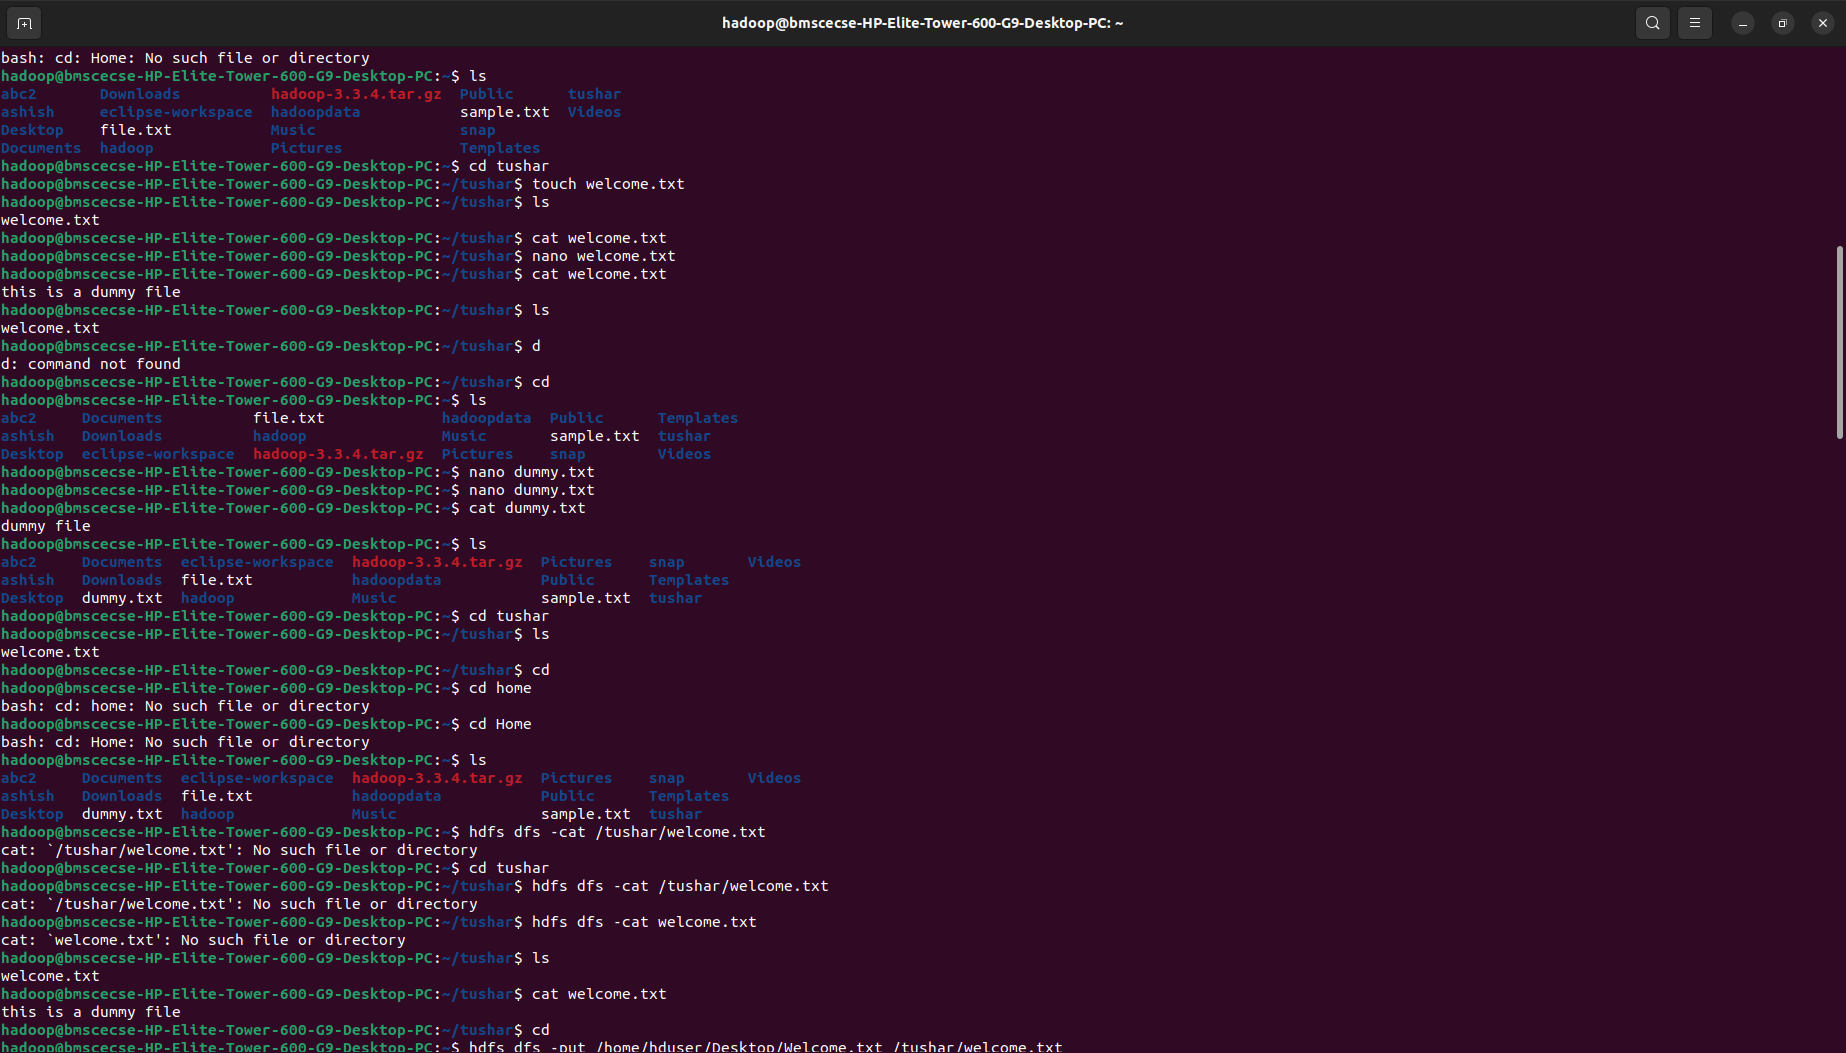 hadoop@bmscecse-HP-Elite-Tower-600-G9-Desktop-PC: ~
bash: cd: Home: No such file or directory
hadoop@bmscecse-HP-Elite-Tower-600-G9-Desktop-PC:~$ ls
abc2 Downloads hadoop-3.3.4.tar.gz Public tushar
ashish eclipse-workspace hadoopdata sample.txt Videos
Desktop file.txt Music snap
Documents hadoop Pictures Templates
hadoop@bmscecse-HP-Elite-Tower-600-G9-Desktop-PC:~$ cd tushar
hadoop@bmscecse-HP-Elite-Tower-600-G9-Desktop-PC:~/tushar$ touch welcome.txt
hadoop@bmscecse-HP-Elite-Tower-600-G9-Desktop-PC:~/tushar$ ls
welcome.txt
hadoop@bmscecse-HP-Elite-Tower-600-G9-Desktop-PC:~/tushar$ cat welcome.txt
hadoop@bmscecse-HP-Elite-Tower-600-G9-Desktop-PC:~/tushar$ nano welcome.txt
hadoop@bmscecse-HP-Elite-Tower-600-G9-Desktop-PC:~/tushar$ cat welcome.txt
this is a dummy file
hadoop@bmscecse-HP-Elite-Tower-600-G9-Desktop-PC:~/tushar$ ls
welcome.txt
hadoop@bmscecse-HP-Elite-Tower-600-G9-Desktop-PC:~/tushar$ d
d: command not found
hadoop@bmscecse-HP-Elite-Tower-600-G9-Desktop-PC:~/tushar$ cd
hadoop@bmscecse-HP-Elite-Tower-600-G9-Desktop-PC:~$ ls
abc2 Documents file.txt hadoopdata Public Templates
ashish Downloads hadoop Music sample.txt tushar
Desktop eclipse-workspace hadoop-3.3.4.tar.gz Pictures snap Videos
hadoop@bmscecse-HP-Elite-Tower-600-G9-Desktop-PC:~$ nano dummy.txt
hadoop@bmscecse-HP-Elite-Tower-600-G9-Desktop-PC:~$ nano dummy.txt
hadoop@bmscecse-HP-Elite-Tower-600-G9-Desktop-PC:~$ cat dummy.txt
dummy file
hadoop@bmscecse-HP-Elite-Tower-600-G9-Desktop-PC:~$ ls
abc2 Documents eclipse-workspace hadoop-3.3.4.tar.gz Pictures snap Videos
ashish Downloads file.txt hadoopdata Public Templates
Desktop dummy.txt hadoop Music sample.txt tushar
hadoop@bmscecse-HP-Elite-Tower-600-G9-Desktop-PC:~$ cd tushar
hadoop@bmscecse-HP-Elite-Tower-600-G9-Desktop-PC:~/tushar$ ls
welcome.txt
hadoop@bmscecse-HP-Elite-Tower-600-G9-Desktop-PC:~/tushar$ cd
hadoop@bmscecse-HP-Elite-Tower-600-G9-Desktop-PC:~$ cd home
bash: cd: home: No such file or directory
hadoop@bmscecse-HP-Elite-Tower-600-G9-Desktop-PC:~$ cd Home
bash: cd: Home: No such file or directory
hadoop@bmscecse-HP-Elite-Tower-600-G9-Desktop-PC:~$ ls
abc2 Documents eclipse-workspace hadoop-3.3.4.tar.gz Pictures snap Videos
ashish Downloads file.txt hadoopdata Public Templates
Desktop dummy.txt hadoop Music sample.txt tushar
hadoop@bmscecse-HP-Elite-Tower-600-G9-Desktop-PC:~$ hdfs dfs -cat /tushar/welcome.txt
cat: `/tushar/welcome.txt': No such file or directory
hadoop@bmscecse-HP-Elite-Tower-600-G9-Desktop-PC:~$ cd tushar
hadoop@bmscecse-HP-Elite-Tower-600-G9-Desktop-PC:~/tushar$ hdfs dfs -cat /tushar/welcome.txt
cat: `/tushar/welcome.txt': No such file or directory
hadoop@bmscecse-HP-Elite-Tower-600-G9-Desktop-PC:~/tushar$ hdfs dfs -cat welcome.txt
cat: `welcome.txt': No such file or directory
hadoop@bmscecse-HP-Elite-Tower-600-G9-Desktop-PC:~/tushar$ ls
welcome.txt
hadoop@bmscecse-HP-Elite-Tower-600-G9-Desktop-PC:~/tushar$ cat welcome.txt
this is a dummy file
hadoop@bmscecse-HP-Elite-Tower-600-G9-Desktop-PC:~/tushar$ cd
hadoop@bmscecse-HP-Elite-Tower-600-G9-Desktop-PC:~$ hdfs dfs -put /home/hduser/Desktop/Welcome.txt /tushar/welcome.txt